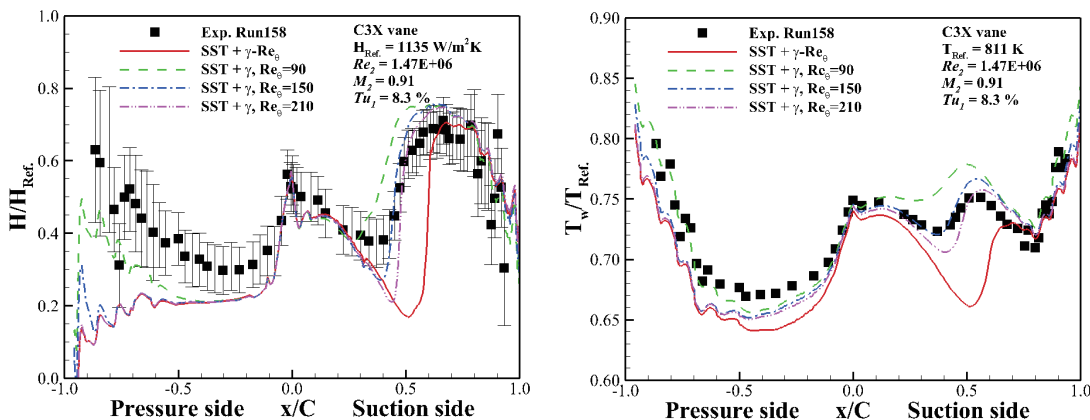 H/H_Ref.
1.0
0.8
0.6
0.4
0.2
0.0
Exp. Run158
SST + γ-Re_θ
SST + γ, Re_θ=90
SST + γ, Re_θ=150
SST + γ, Re_θ=210
C3X vane
H_Ref. = 1135 W/m²K
Re₂ = 1.47E+06
M₂ = 0.91
Tu₁ = 8.3 %
-1.0
-0.5
0.0
0.5
1.0
Pressure side x/C Suction side
T_w/T_Ref.
0.90
0.85
0.80
0.75
0.70
0.65
0.60
Exp. Run158
SST + γ-Re_θ
SST + γ, Re_θ=90
SST + γ, Re_θ=150
SST + γ, Re_θ=210
C3X vane
T_Ref. = 811 K
Re₂ = 1.47E+06
M₂ = 0.91
Tu₁ = 8.3 %
-1.0
-0.5
0.0
0.5
1.0
Pressure side x/C Suction side